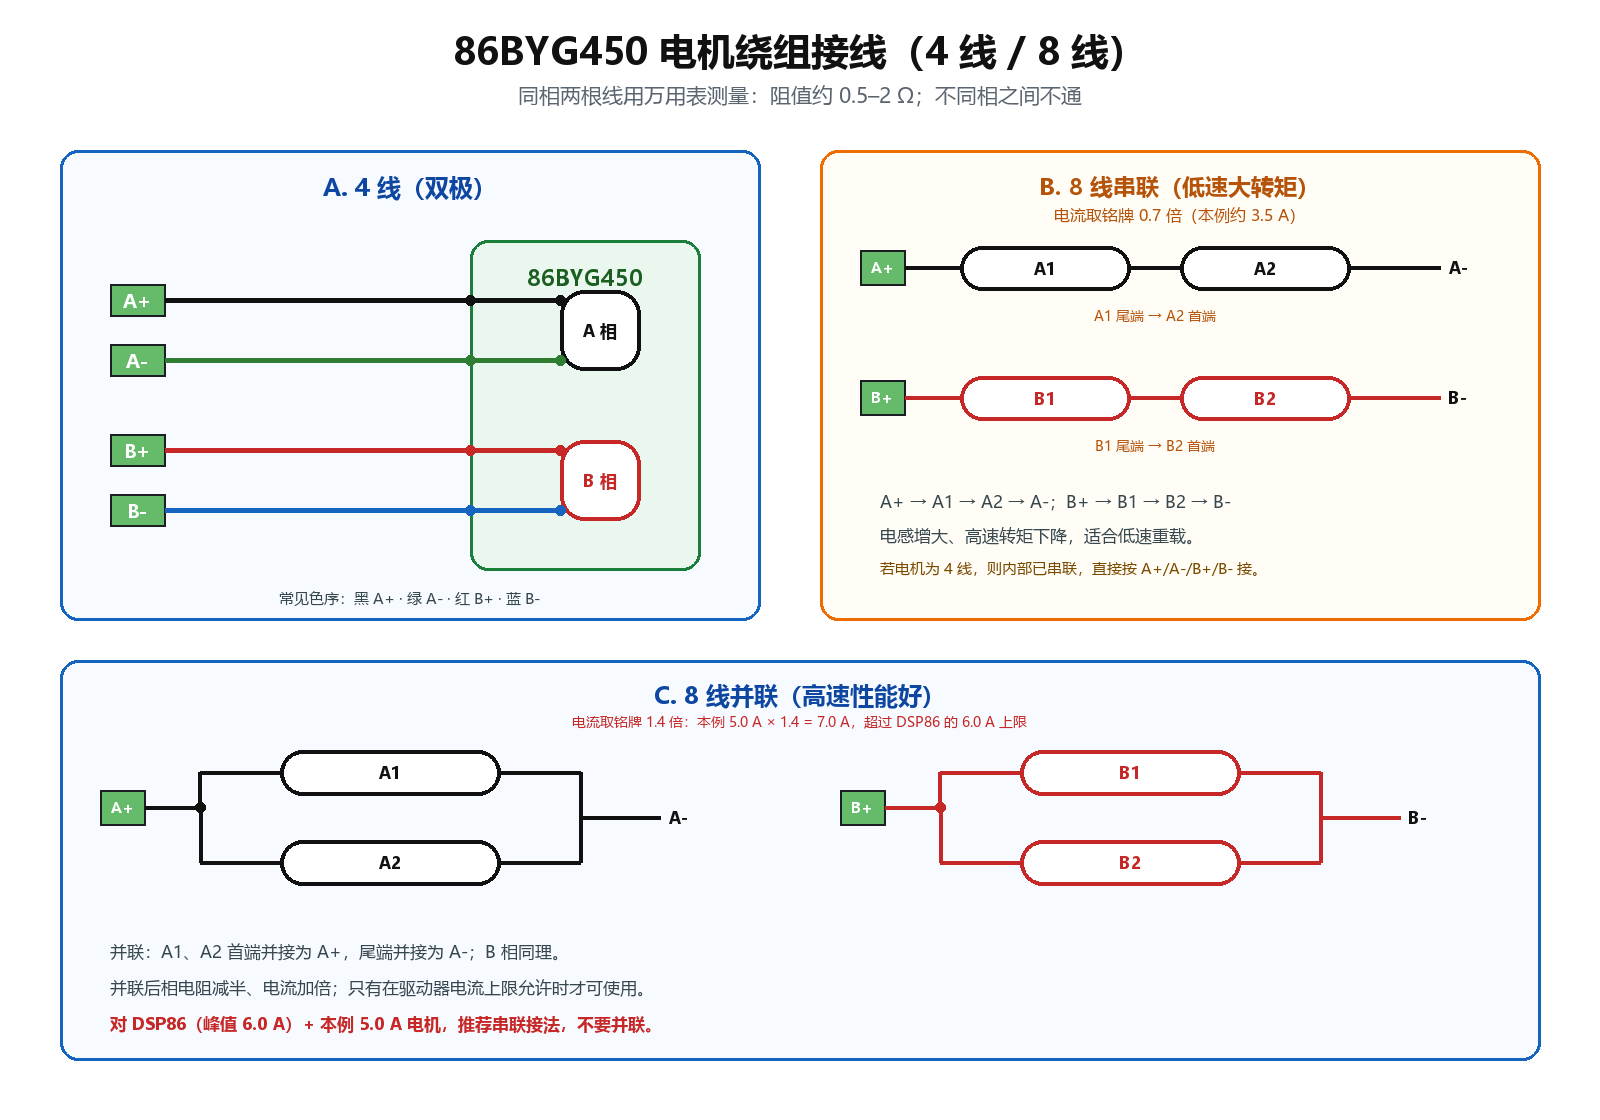 86BYG450 电机绕组接线（4 线 / 8 线）
同相两根线用万用表测量：阻值约 0.5–2 Ω；不同相之间不通
A. 4 线（双极）
86BYG450
A+
A 相
A-
B+
B 相
B-
常见色序：黑 A+ · 绿 A- · 红 B+ · 蓝 B-
B. 8 线串联（低速大转矩）
电流取铭牌 0.7 倍（本例约 3.5 A）
A+ A1 A2 A-
A1 尾端 → A2 首端
B+ B1 B2 B-
B1 尾端 → B2 首端
A+ → A1 → A2 → A-；B+ → B1 → B2 → B-
电感增大、高速转矩下降，适合低速重载。
若电机为 4 线，则内部已串联，直接按 A+/A-/B+/B- 接。
C. 8 线并联（高速性能好）
电流取铭牌 1.4 倍：本例 5.0 A × 1.4 = 7.0 A，超过 DSP86 的 6.0 A 上限
A1
A+
A-
A2
B1
B+
B-
B2
并联：A1、A2 首端并接为 A+，尾端并接为 A-；B 相同理。
并联后相电阻减半、电流加倍；只有在驱动器电流上限允许时才可使用。
对 DSP86（峰值 6.0 A）+ 本例 5.0 A 电机，推荐串联接法，不要并联。